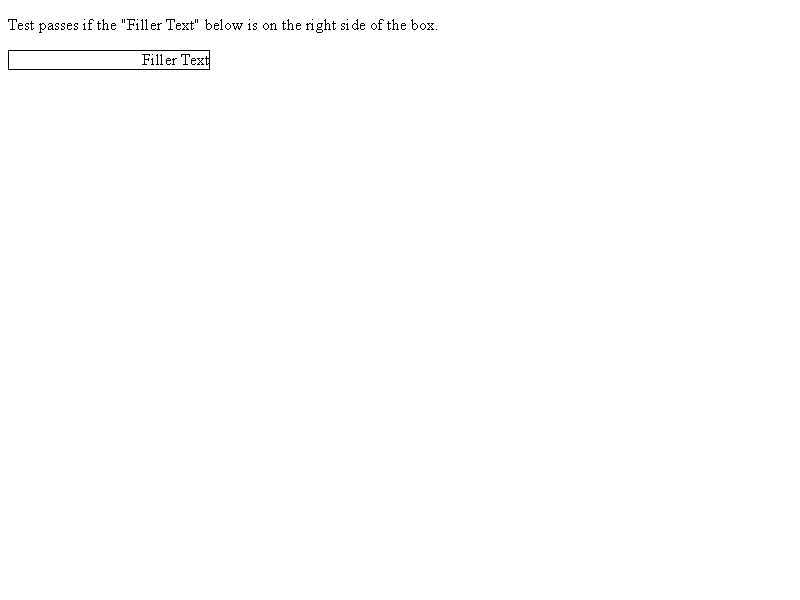 Test passes if the "Filler Text" below is on the right side of the box.
Filler Text